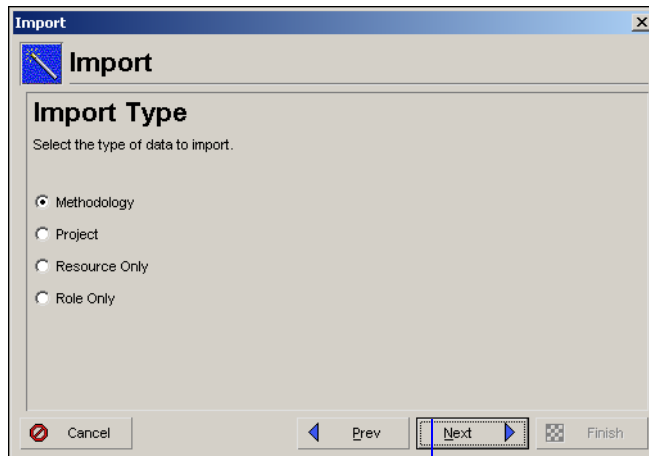 Import
Import
Import Type
Select the type of data to import.
Methodology
Project
Resource Only
Role Only
Cancel
Prev
Next
Finish